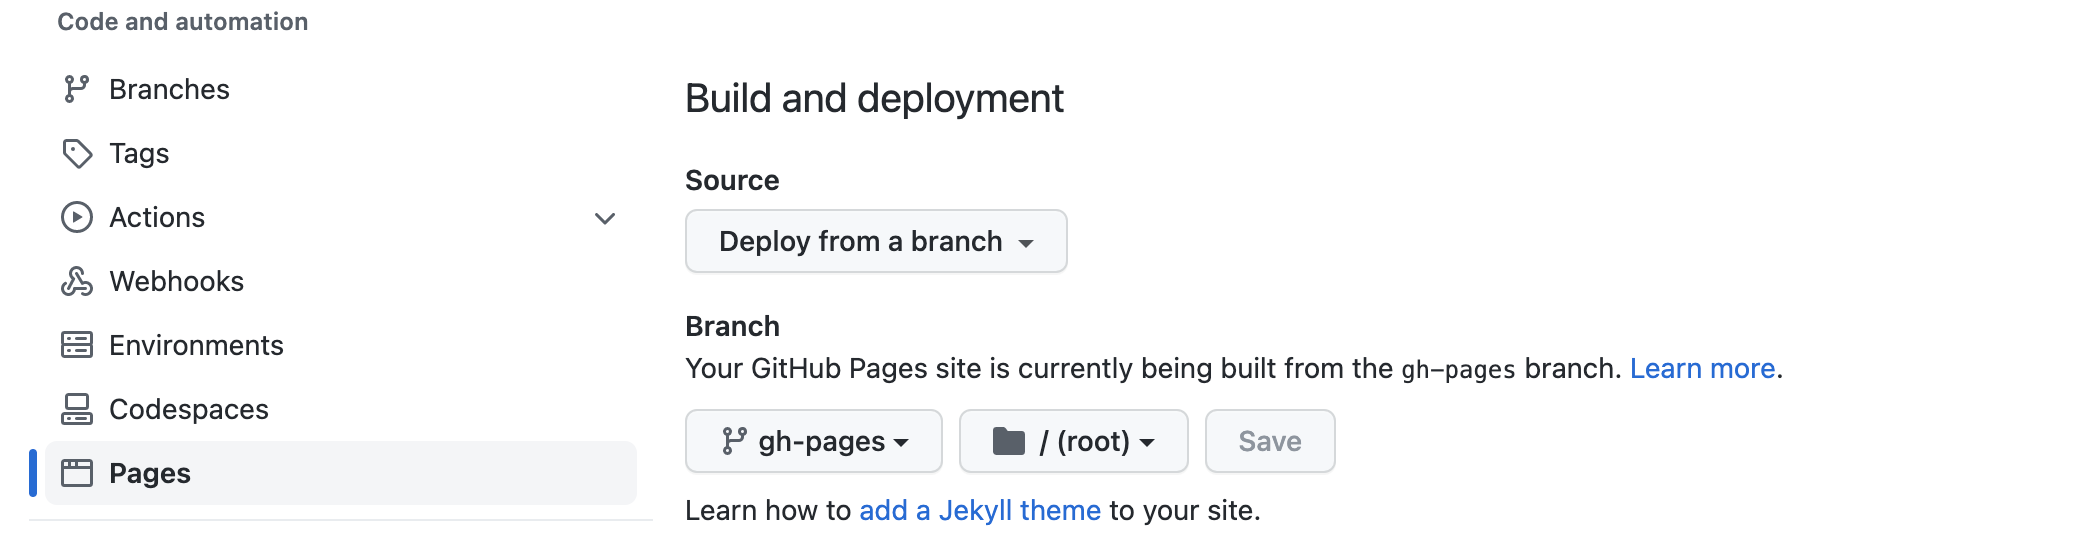 Code and automation
Branches
Tags
Actions
Webhooks
Environments
Codespaces
Pages
Build and deployment
Source
Deploy from a branch
Branch
Your GitHub Pages site is currently being built from the gh-pages branch. Learn more.
gh-pages / (root) Save
Learn how to add a Jekyll theme to your site.